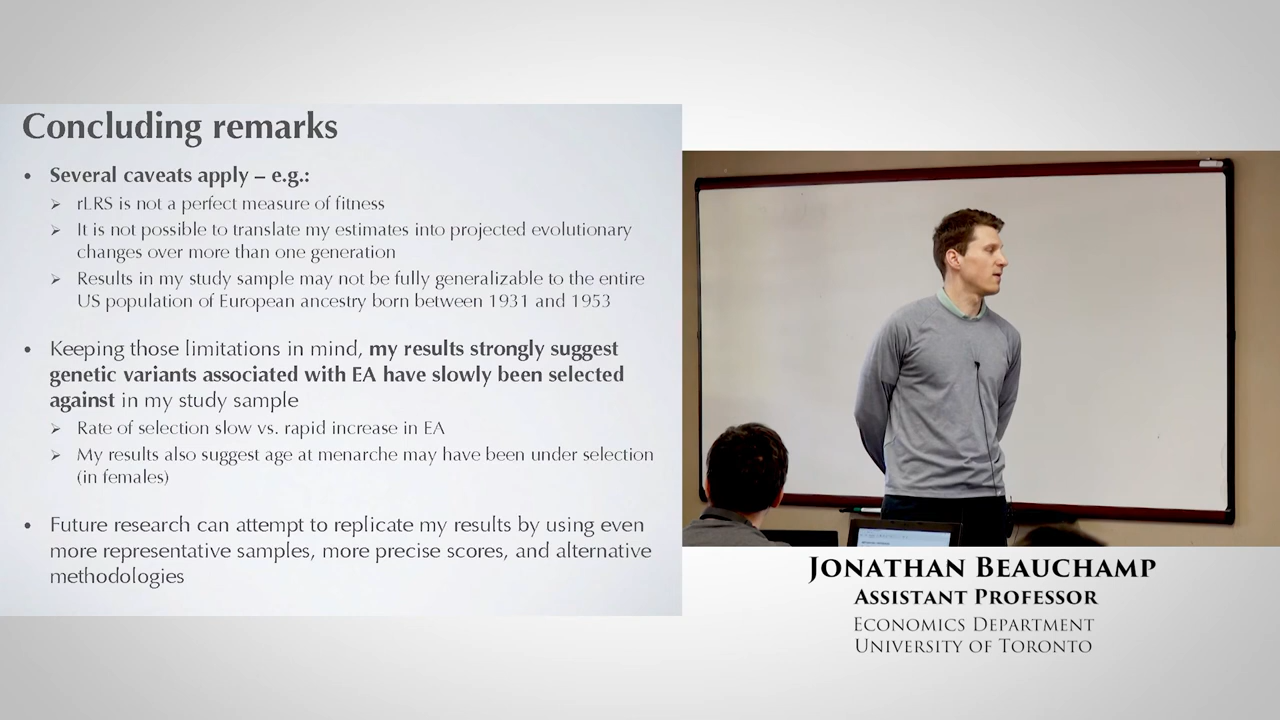 Concluding remarks
• Several caveats apply – e.g.:
➢ rLRS is not a perfect measure of fitness
➢ It is not possible to translate my estimates into projected evolutionary
changes over more than one generation
➢ Results in my study sample may not be fully generalizable to the entire
US population of European ancestry born between 1931 and 1953
• Keeping those limitations in mind, my results strongly suggest
genetic variants associated with EA have slowly been selected
against in my study sample
➢ Rate of selection slow vs. rapid increase in EA
➢ My results also suggest age at menarche may have been under selection
(in females)
• Future research can attempt to replicate my results by using even
more representative samples, more precise scores, and alternative
methodologies
Jonathan Beauchamp
Assistant Professor
Economics Department
University of Toronto